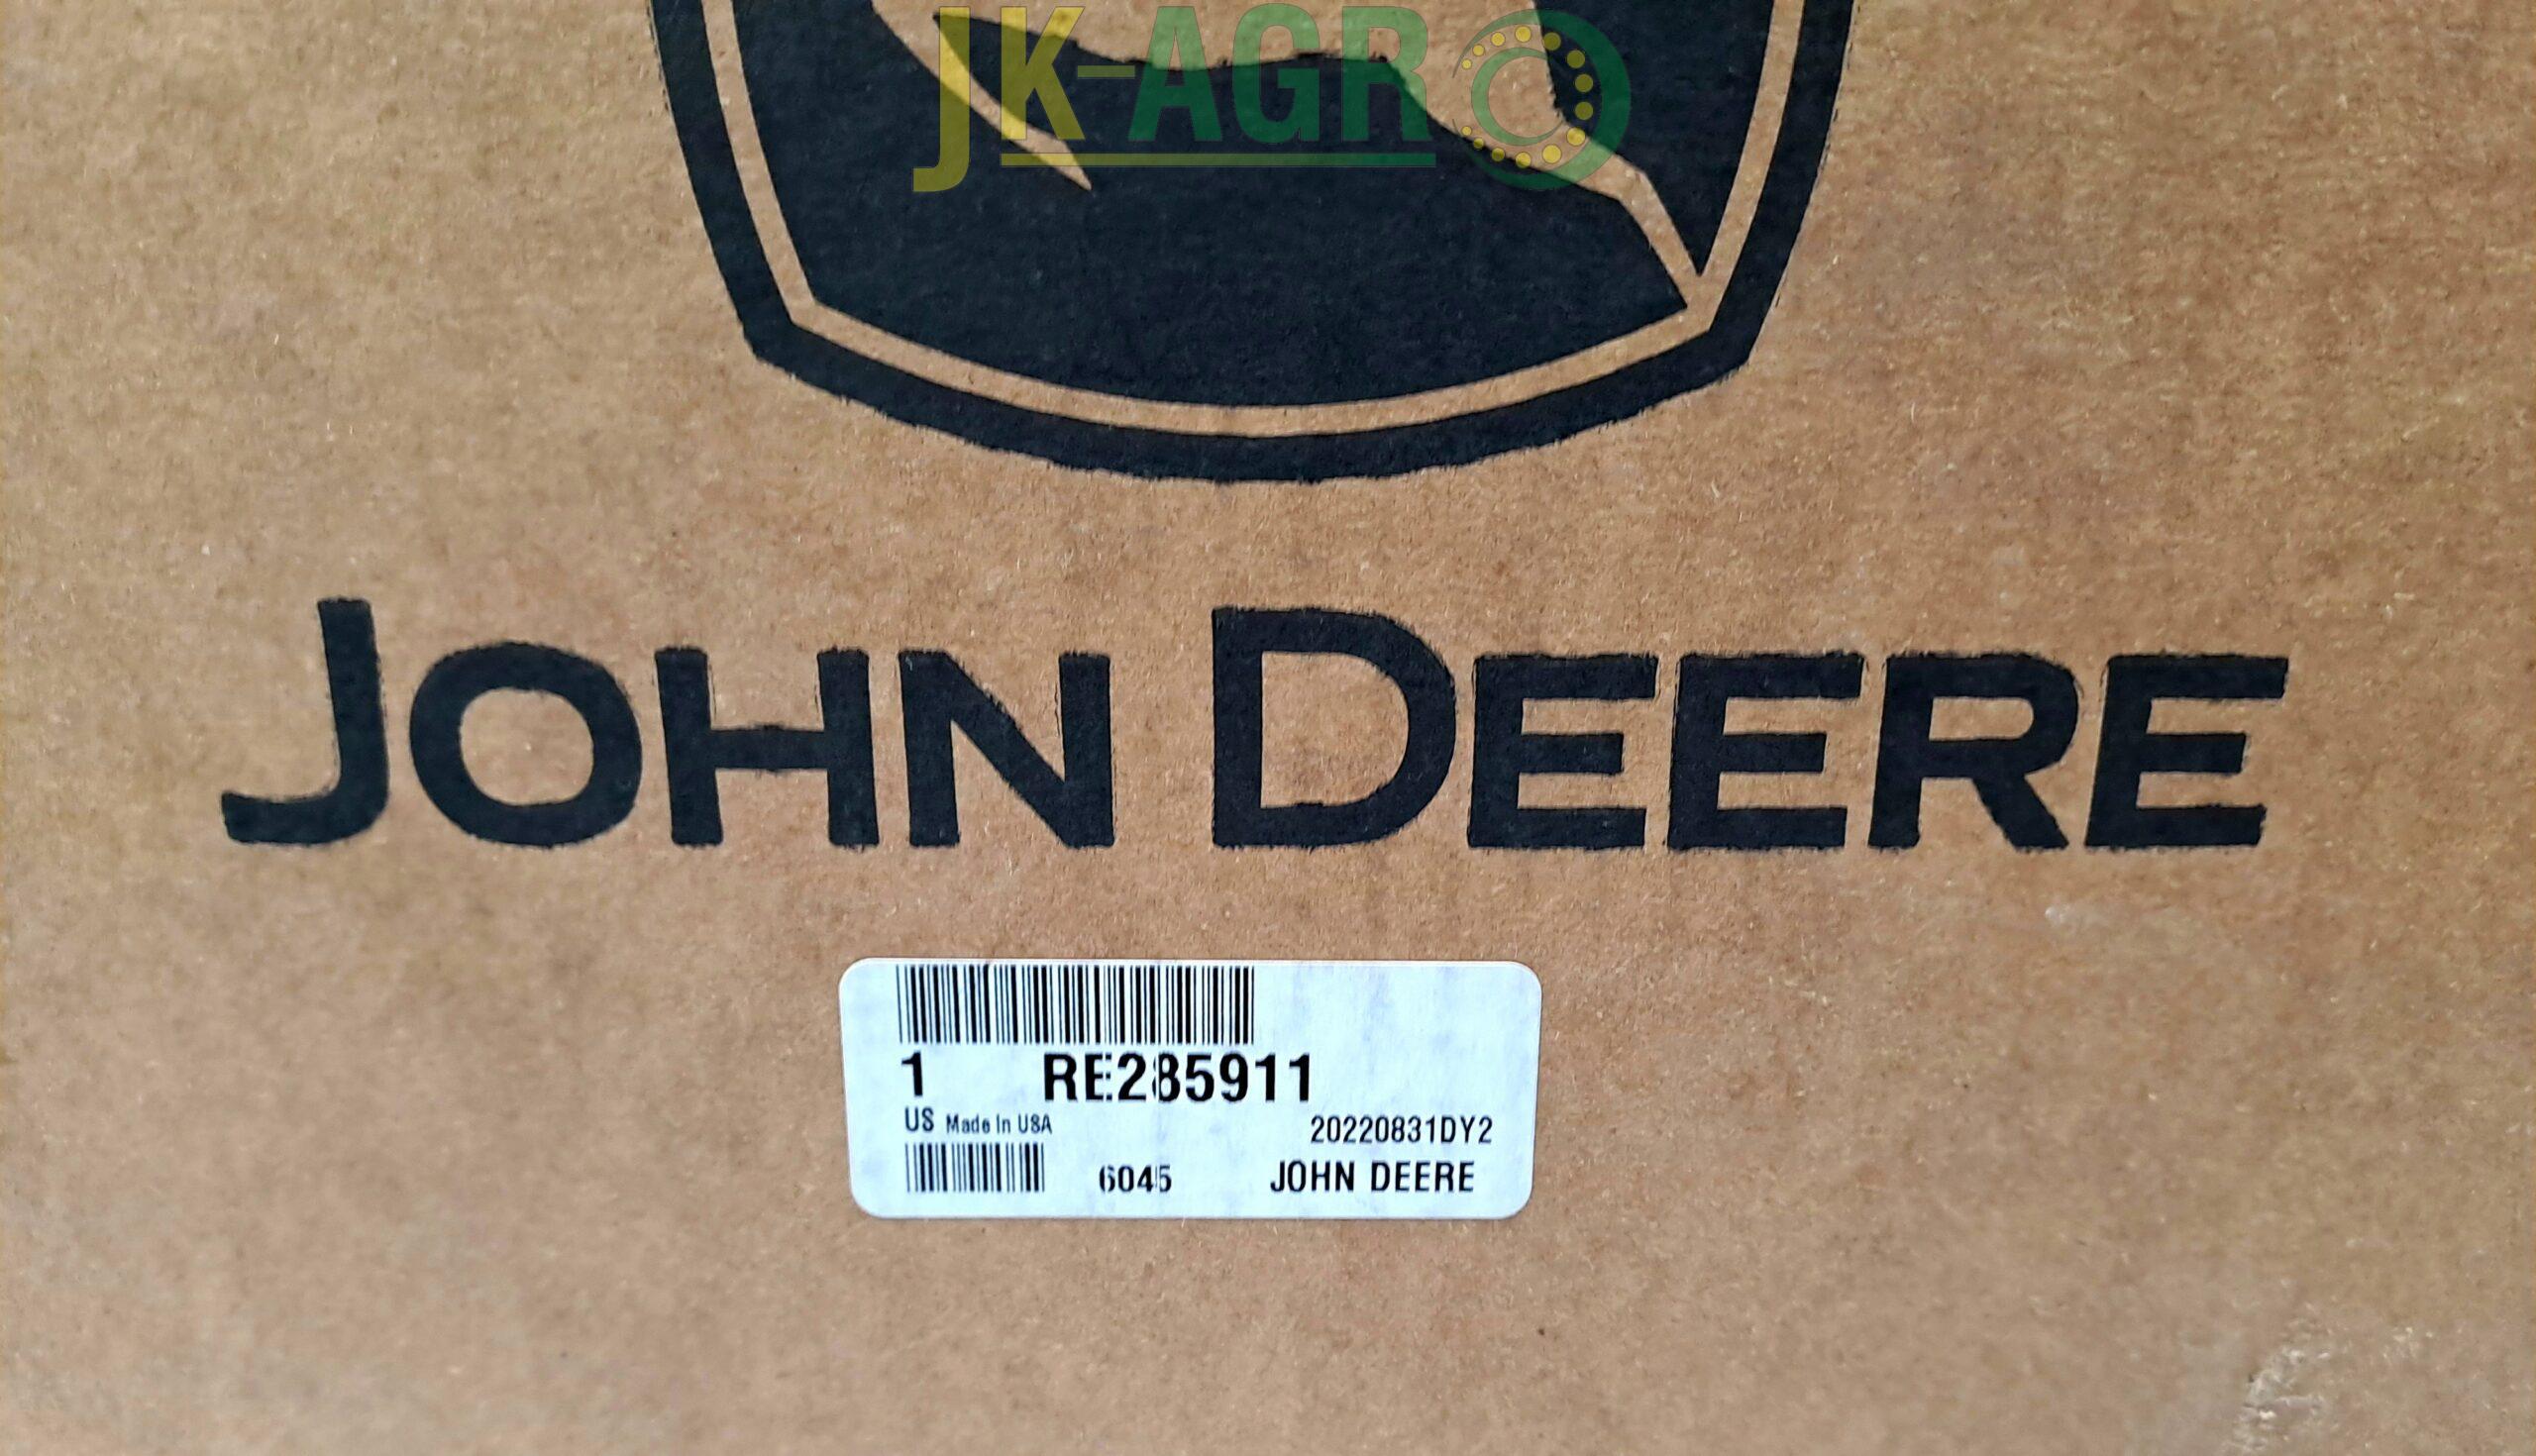 JK-AGRO
JOHN DEERE
1 RE285911
US Made In USA
20220831DY2
6045 JOHN DEERE